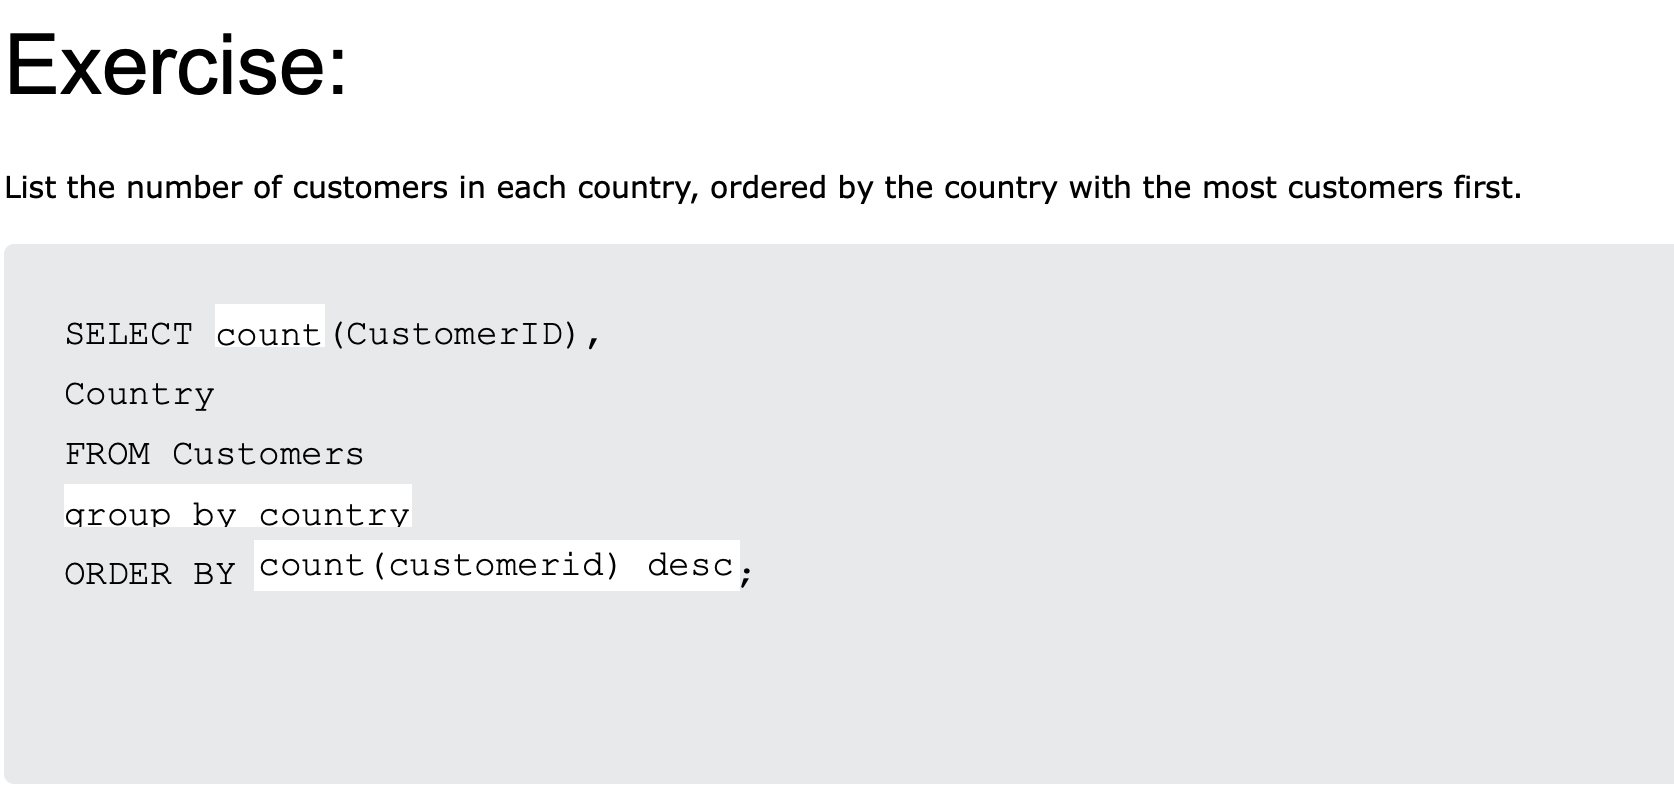 Exercise:
List the number of customers in each country, ordered by the country with the most customers first.
SELECT count(CustomerID),
Country
FROM Customers
group by country
ORDER BY count(customerid) desc;